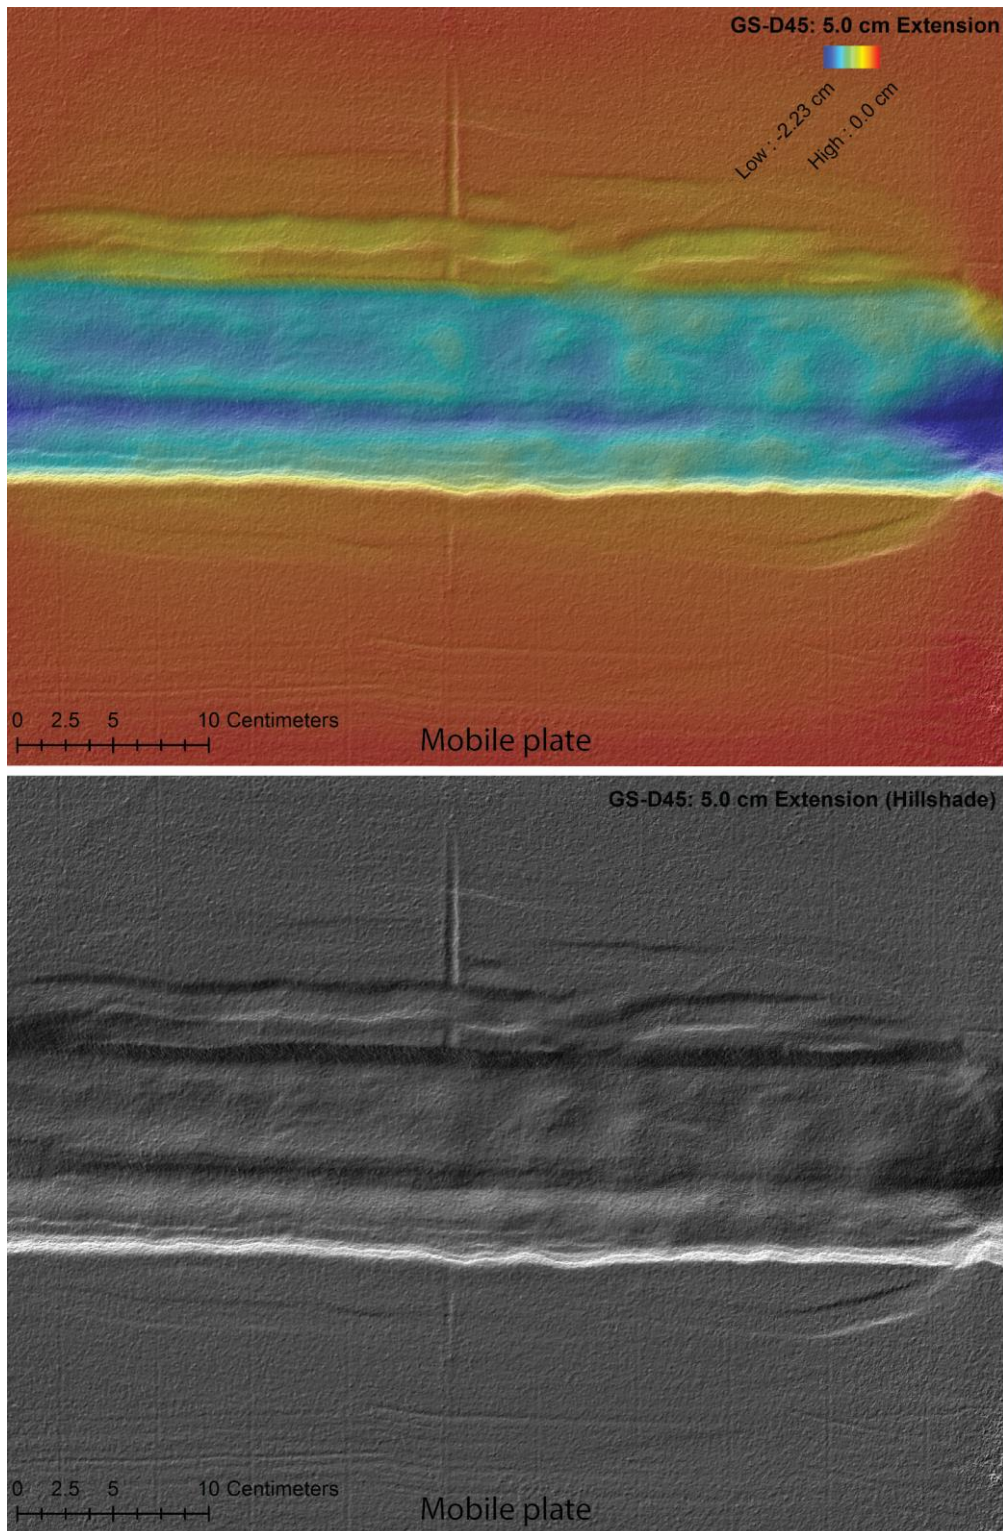 GS-D45: 5.0 cm Extension
Low : -2.23 cm
High : 0.0 cm
0 2.5 5 10 Centimeters
Mobile plate
GS-D45: 5.0 cm Extension (Hillshade)
0 2.5 5 10 Centimeters
Mobile plate